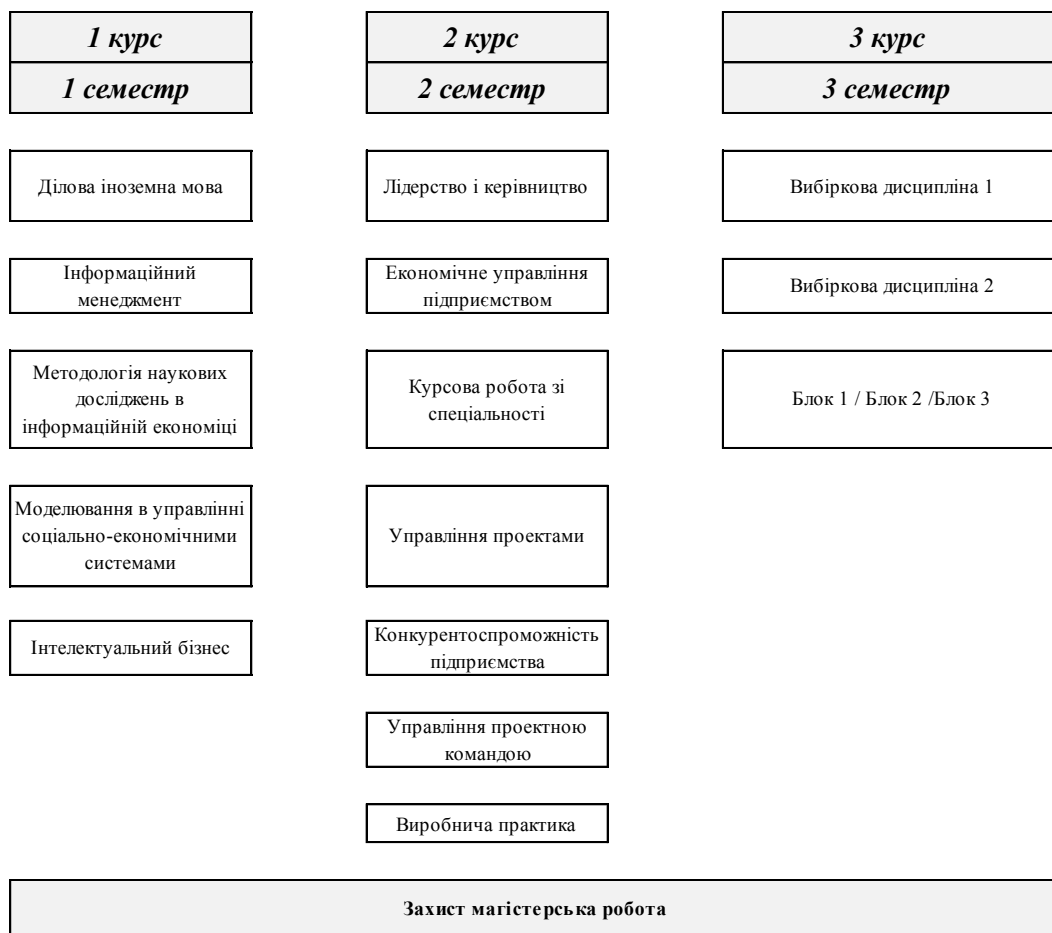 1 курс
1 семестр
Ділова іноземна мова
Інформаційний
менеджмент
Методологія наукових
досліджень в
інформаційній економіці
Моделювання в управлінні
соціально-економічними
системами
Інтелектуальний бізнес
2 курс
2 семестр
Лідерство і керівництво
Економічне управління
підприємством
Курсова робота зі
спеціальності
Управління проектами
Конкурентоспроможність
підприємства
Управління проектною
командою
Виробнича практика
3 курс
3 семестр
Вибіркова дисципліна 1
Вибіркова дисципліна 2
Блок 1 / Блок 2 /Блок 3
Захист магістерська робота